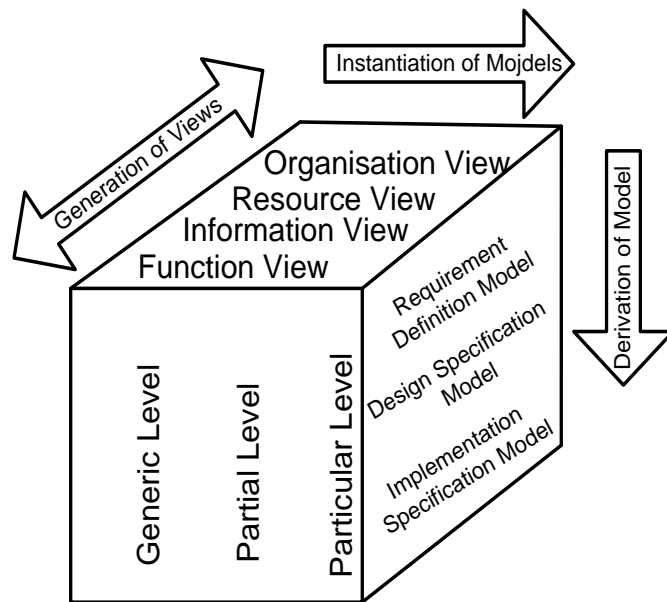 Instantiation of Mojdels
Generation of Views
Organisation View
Resource View
Information View
Function View
Derivation of Model
Requirement
Definition Model
Design Specification
Model
Implementation
Specification Model
Generic Level
Partial Level
Particular Level